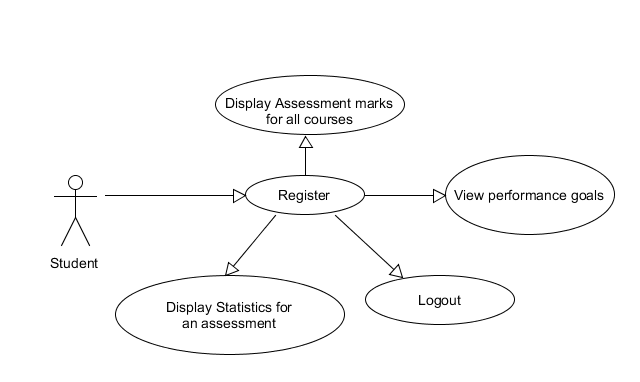 Display Assessment marks
for all courses
Register
View performance goals
Student
Display Statistics for
an assessment
Logout